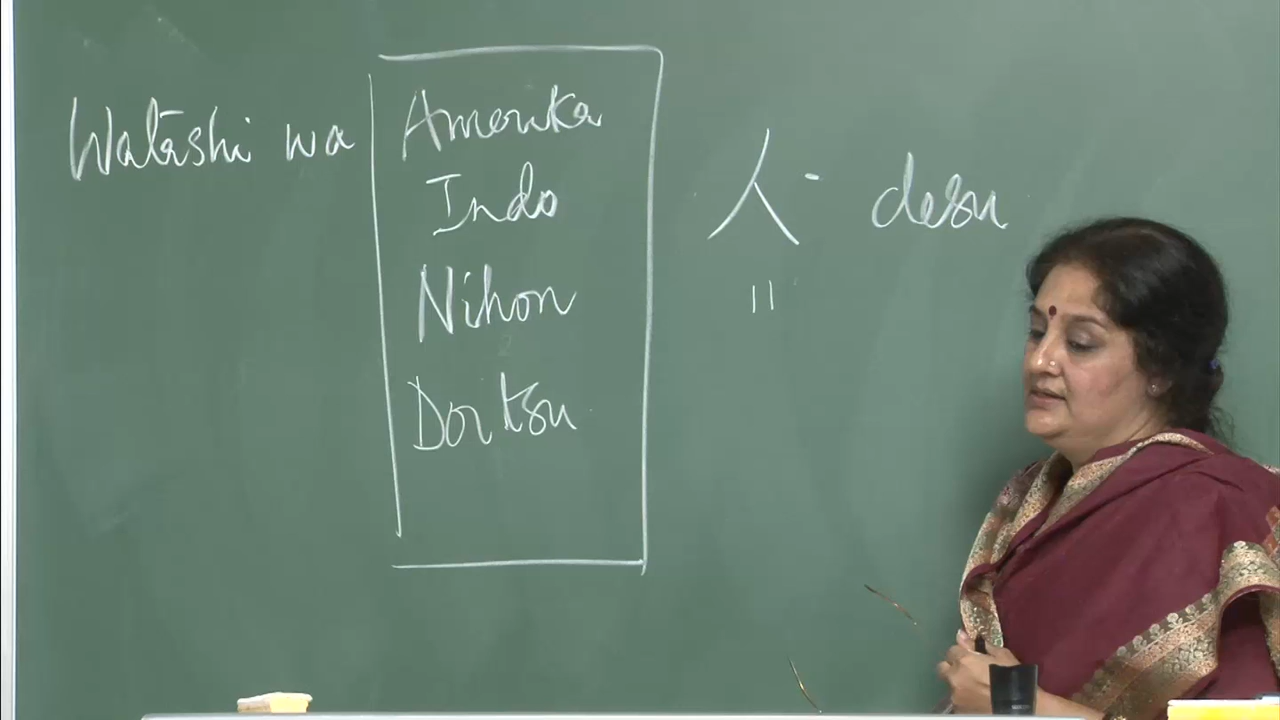 Watashi wa Amerika 人 desu
Indo
Nihon 〃
Doitsu